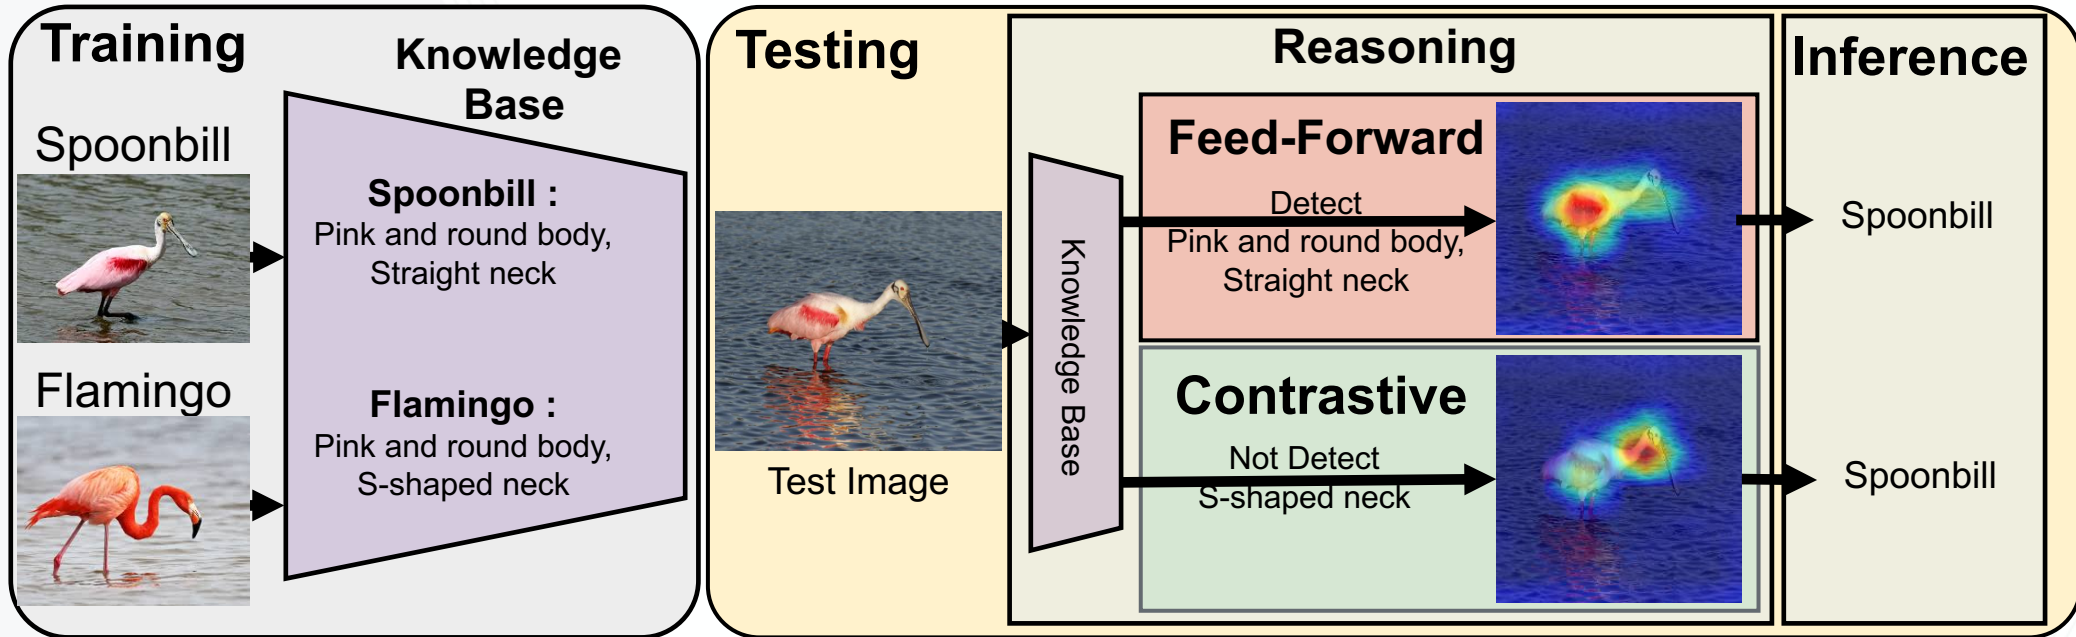 Training
Knowledge
Base
Spoonbill
Spoonbill :
Pink and round body,
Straight neck
Flamingo
Flamingo :
Pink and round body,
S-shaped neck
Testing
Test Image
Reasoning
Knowledge Base
Feed-Forward
Detect
Pink and round body,
Straight neck
Contrastive
Not Detect
S-shaped neck
Inference
Spoonbill
Spoonbill